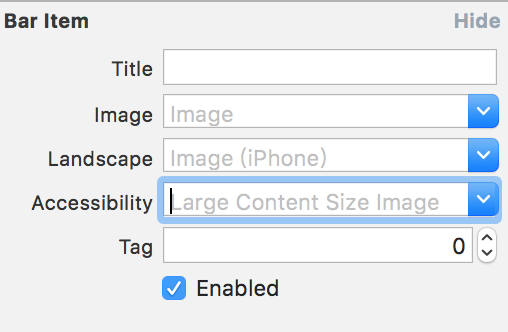 Bar Item Hide
Title
Image Image
Landscape Image (iPhone)
Accessibility Large Content Size Image
Tag 0
Enabled